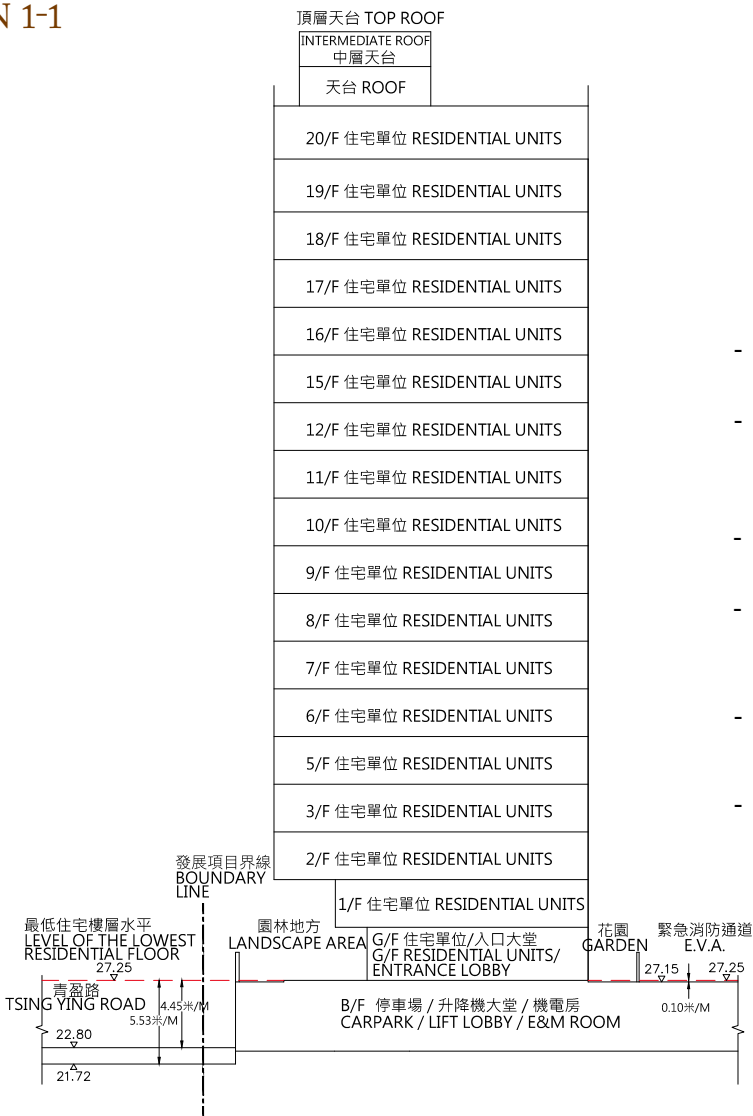 N 1-1
頂層天台 TOP ROOF
INTERMEDIATE ROOF
中層天台
天台 ROOF
20/F 住宅單位 RESIDENTIAL UNITS
19/F 住宅單位 RESIDENTIAL UNITS
18/F 住宅單位 RESIDENTIAL UNITS
17/F 住宅單位 RESIDENTIAL UNITS
16/F 住宅單位 RESIDENTIAL UNITS
15/F 住宅單位 RESIDENTIAL UNITS
12/F 住宅單位 RESIDENTIAL UNITS
11/F 住宅單位 RESIDENTIAL UNITS
10/F 住宅單位 RESIDENTIAL UNITS
9/F 住宅單位 RESIDENTIAL UNITS
8/F 住宅單位 RESIDENTIAL UNITS
7/F 住宅單位 RESIDENTIAL UNITS
6/F 住宅單位 RESIDENTIAL UNITS
5/F 住宅單位 RESIDENTIAL UNITS
3/F 住宅單位 RESIDENTIAL UNITS
2/F 住宅單位 RESIDENTIAL UNITS
發展項目界線
BOUNDARY
LINE
1/F 住宅單位 RESIDENTIAL UNITS
最低住宅樓層水平
LEVEL OF THE LOWEST
RESIDENTIAL FLOOR
27.25
園林地方
LANDSCAPE AREA
G/F 住宅單位/入口大堂
G/F RESIDENTIAL UNITS/
ENTRANCE LOBBY
花園
GARDEN
緊急消防通道
E.V.A.
27.15
27.25
青盈路
TSING YING ROAD
4.45米/M
5.53米/M
0.10米/M
B/F 停車場 / 升降機大堂 / 機電房
CARPARK / LIFT LOBBY / E&M ROOM
22.80
21.72